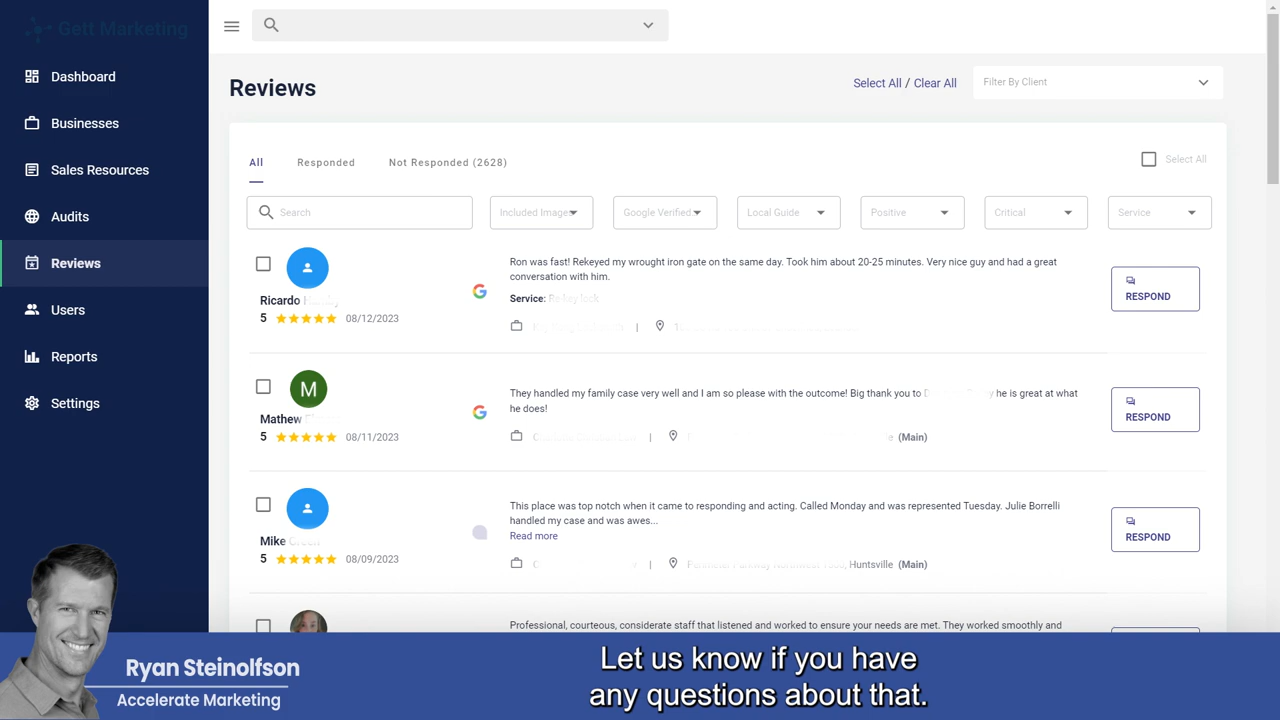 Gett Marketing
Dashboard
Businesses
Sales Resources
Audits
Reviews
Users
Reports
Settings
Reviews
Select All / Clear All
Filter By Client
All
Responded
Not Responded (2628)
Select All
Search
Included Images
Google Verified..
Local Guide
Positive
Critical
Service
Ricardo
5
08/12/2023
Ron was fast! Rekeyed my wrought iron gate on the same day. Took him about 20-25 minutes. Very nice guy and had a great
conversation with him.
Service: Re-key lock
|
RESPOND
M
Mathew
5
08/11/2023
They handled my family case very well and I am so please with the outcome! Big thank you to he is great at what
he does!
| (Main)
RESPOND
Mike
5
08/09/2023
This place was top notch when it came to responding and acting. Called Monday and was represented Tuesday. Julie Borrelli
handled my case and was awes...
Read more
| Huntsville (Main)
RESPOND
Professional, courteous, considerate staff that listened and worked to ensure your needs are met. They worked smoothly and
Ryan Steinolfson
Accelerate Marketing
Let us know if you have
any questions about that.